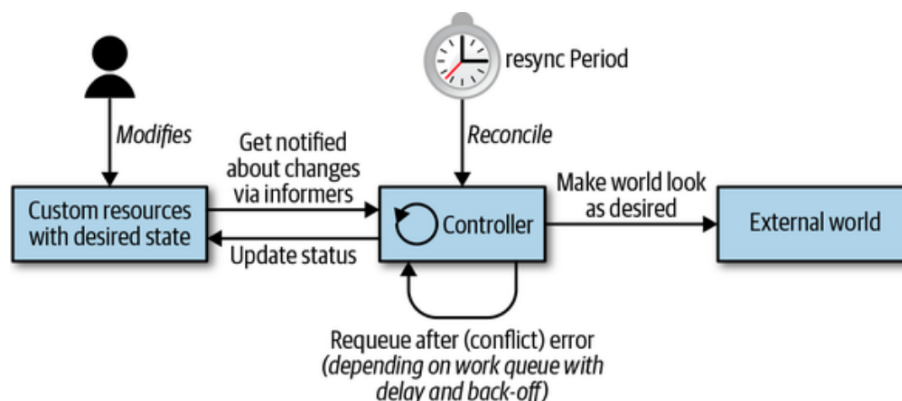 resync Period
Modifies
Reconcile
Get notified
about changes
via informers
Make world look
as desired
Custom resources
with desired state
Controller
External world
Update status
Requeue after (conflict) error
(depending on work queue with
delay and back-off)